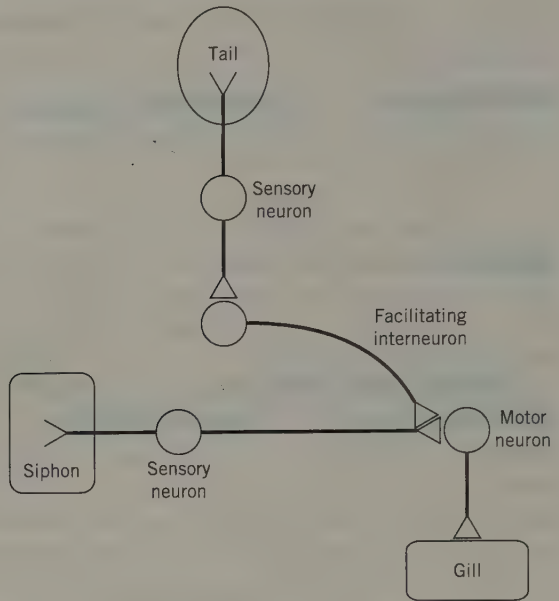 Tail
Sensory
neuron
Facilitating
interneuron
Siphon
Sensory
neuron
Motor
neuron
Gill